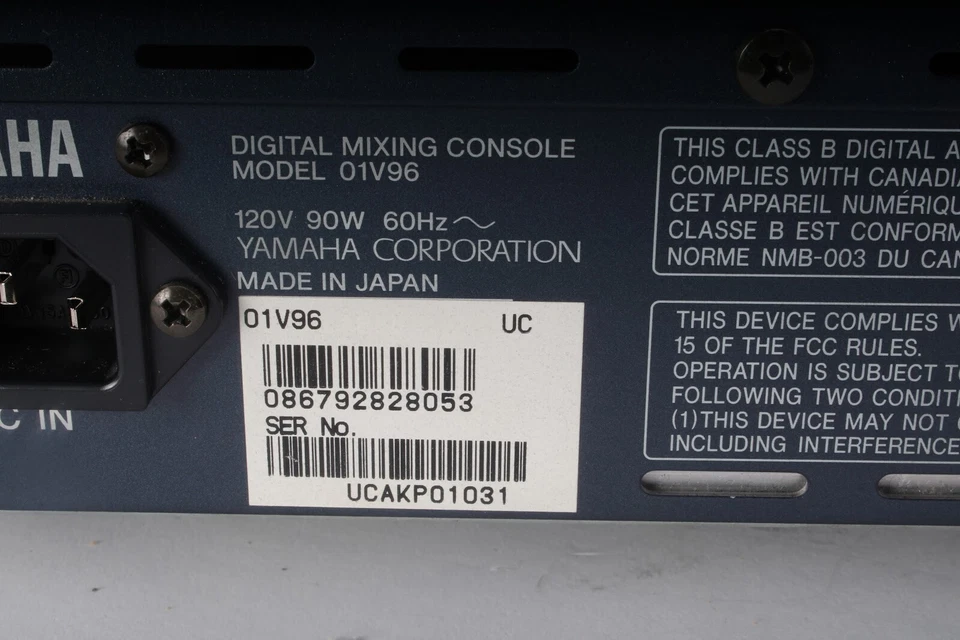 AHA
DIGITAL MIXING CONSOLE
MODEL 01V96
120V 90W 60Hz～
YAMAHA CORPORATION
MADE IN JAPAN
01V96 UC
086792828053
SER No.
UCAKP01031
C IN
THIS CLASS B DIGITAL A
COMPLIES WITH CANADIA
CET APPAREIL NUMÉRIQU
CLASSE B EST CONFORM
NORME NMB-003 DU CAN
THIS DEVICE COMPLIES W
15 OF THE FCC RULES.
OPERATION IS SUBJECT TO
FOLLOWING TWO CONDITI
(1)THIS DEVICE MAY NOT C
INCLUDING INTERFERENCE